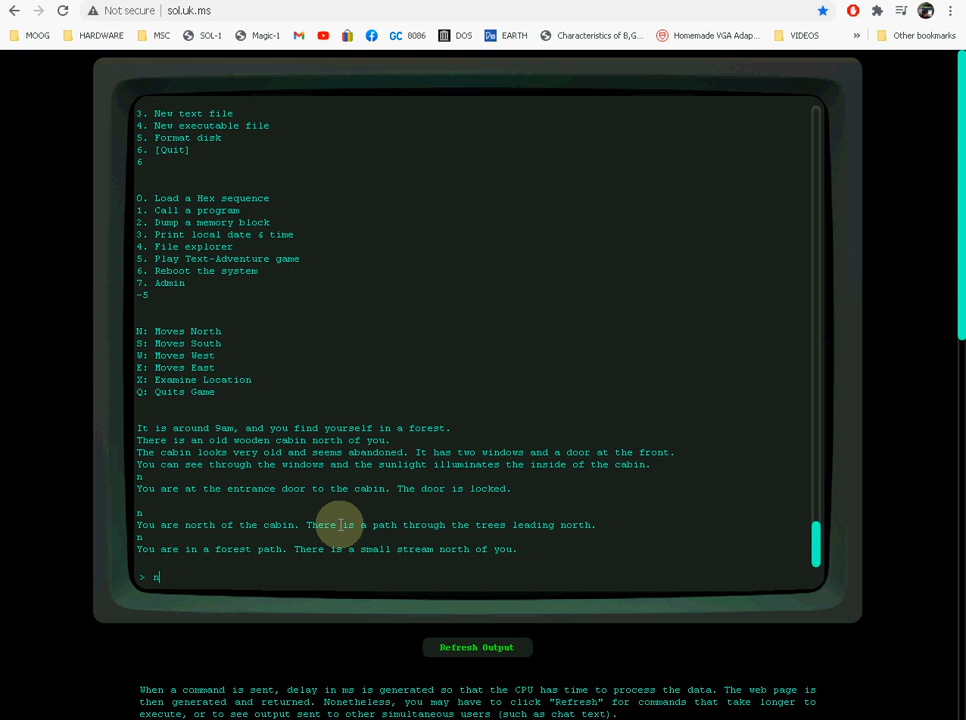 Not secure | sol.uk.ms
MOOG HARDWARE MSC SOL-1 Magic-1 GC 8086 DOS Dm EARTH Characteristics of B,G... Homemade VGA Adap... VIDEOS » Other bookmarks
3. New text file
4. New executable file
5. Format disk
6. [Quit]
6
0. Load a Hex sequence
1. Call a program
2. Dump a memory block
3. Print local date & time
4. File explorer
5. Play Text-Adventure game
6. Reboot the system
7. Admin
~5
N: Moves North
S: Moves South
W: Moves West
E: Moves East
X: Examine Location
Q: Quits Game
It is around 9am, and you find yourself in a forest.
There is an old wooden cabin north of you.
The cabin looks very old and seems abandoned. It has two windows and a door at the front.
You can see through the windows and the sunlight illuminates the inside of the cabin.
n
You are at the entrance door to the cabin. The door is locked.
n
You are north of the cabin. There is a path through the trees leading north.
n
You are in a forest path. There is a small stream north of you.
> n
Refresh Output
When a command is sent, delay in ms is generated so that the CPU has time to process the data. The web page is
then generated and returned. Nonetheless, you may have to click "Refresh" for commands that take longer to
execute, or to see output sent to other simultaneous users (such as chat text).